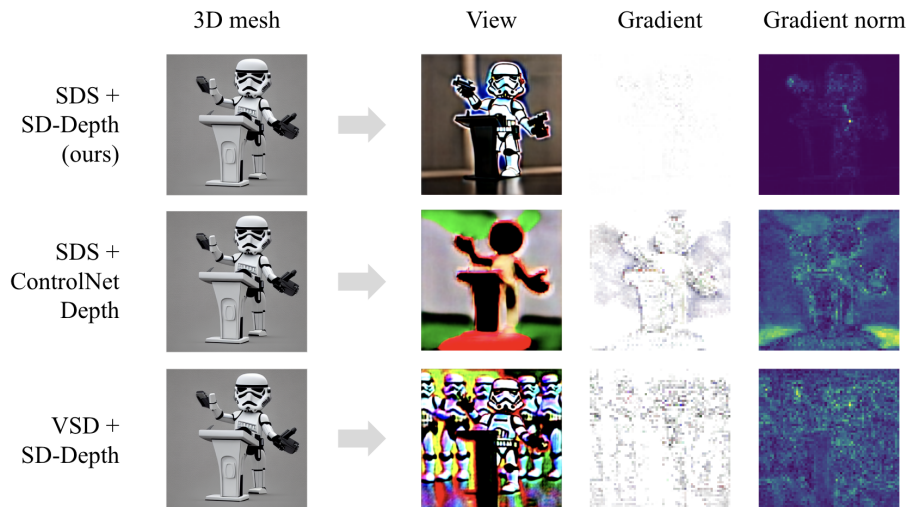 3D mesh View Gradient Gradient norm
SDS +
SD-Depth
(ours)
SDS +
ControlNet
Depth
VSD +
SD-Depth